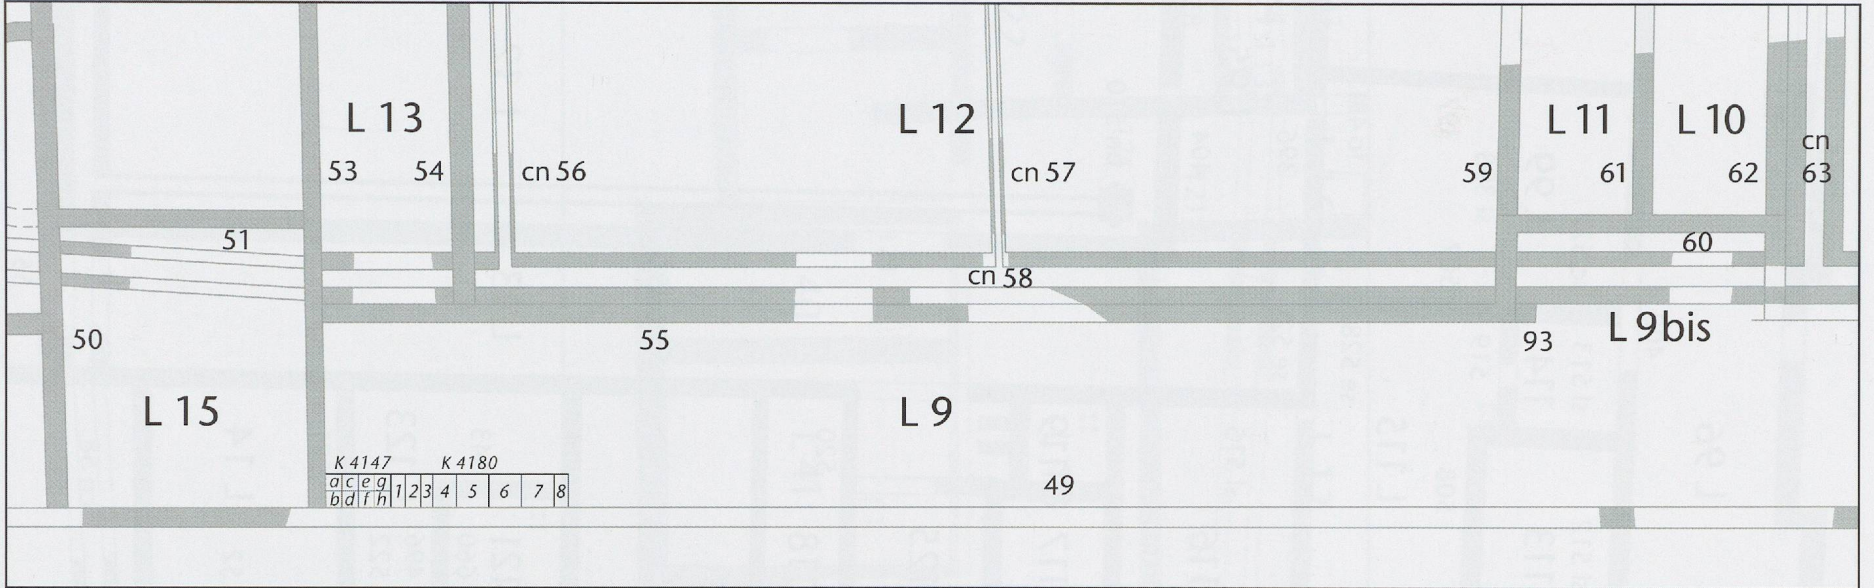 L 13
L 12
L 11
L 10
cn
53
54
cn 56
cn 57
59
61
62
63
51
60
cn 58
50
55
93
L 9bis
L 15
L 9
K 4147
K 4180
a c e g
b d f h
1 2 3 4 5 6 7 8
49